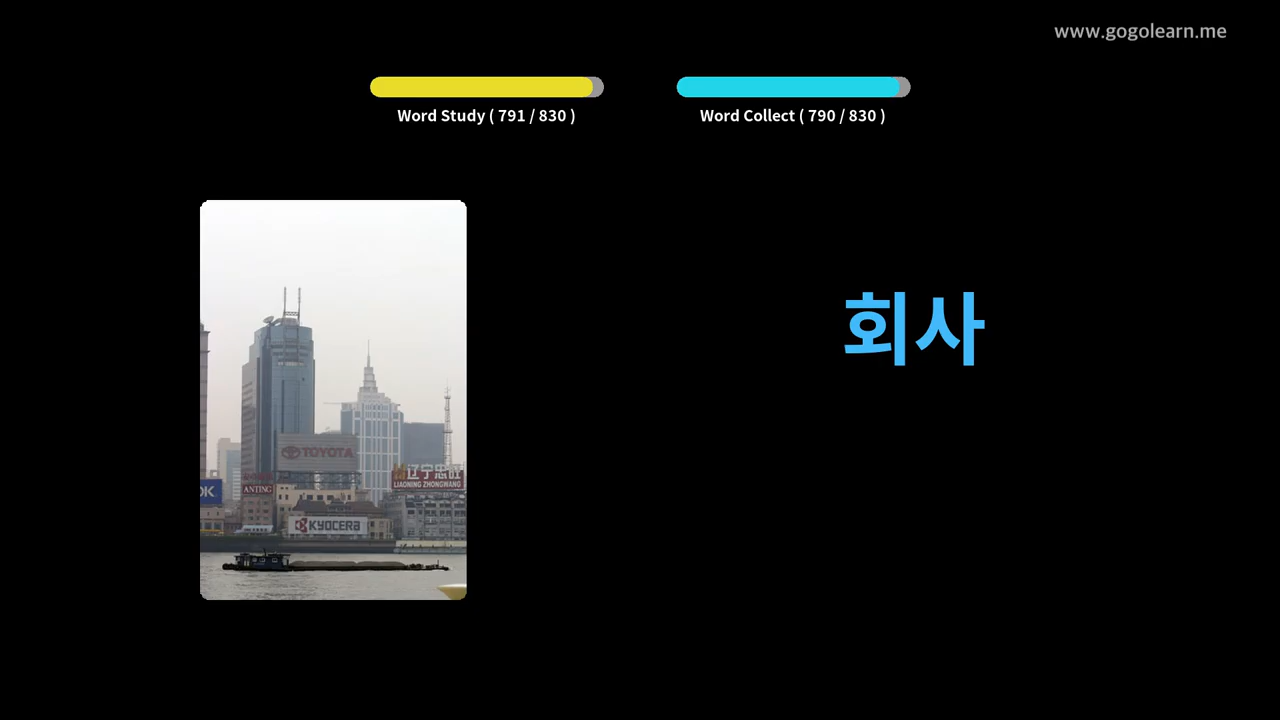 www.gogolearn.me
Word Study ( 791 / 830 )
Word Collect ( 790 / 830 )
회사
TOYOTA
辽宁忠旺
LIAONING ZHONGWANG
OK
ANTING
KYOCERA